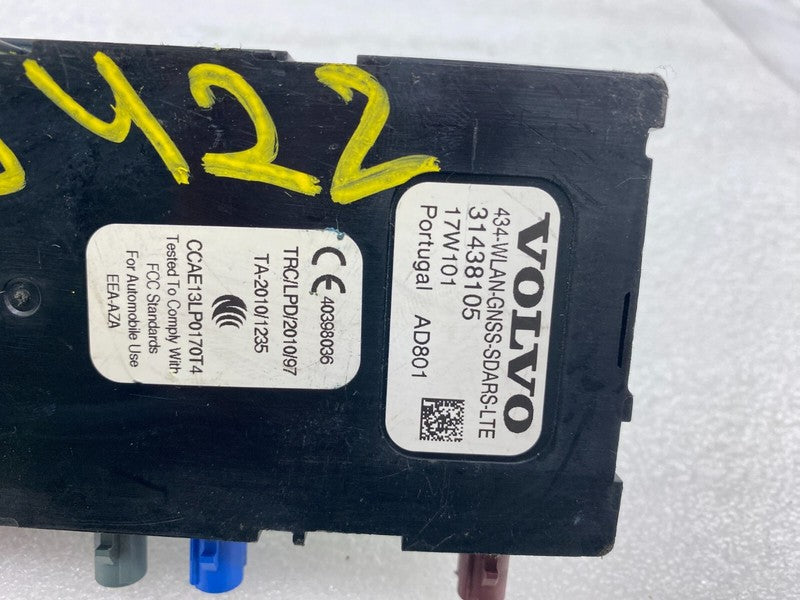 422
VOLVO
434-WLAN-GNSS-SDARS-LTE
31438105
17W101
Portugal AD801
CE 40398036
TRC/LPD/2010/97
TA-2010/1235
CCAE13LP0170T4
Tested To Comply With
FCC Standards
For Automobile Use
EEA-AZA